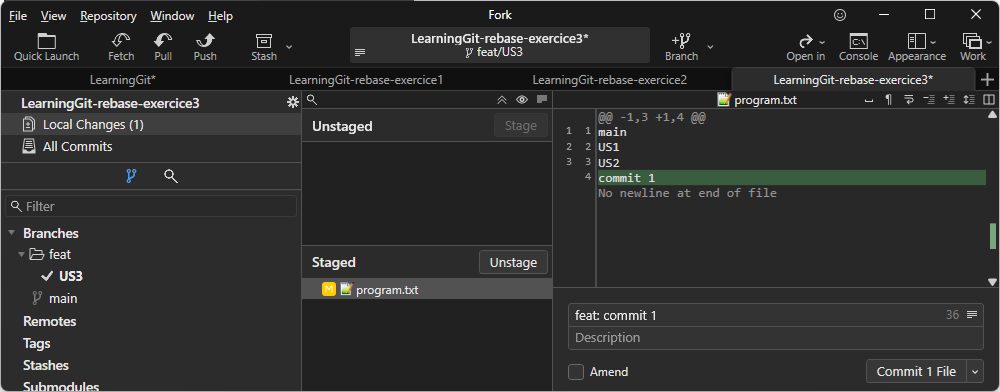 File View Repository Window Help
Fork
Quick Launch Fetch Pull Push Stash
LearningGit-rebase-exercice3*
feat/US3
Branch Open in Console Appearance Work
LearningGit* LearningGit-rebase-exercice1 LearningGit-rebase-exercice2 LearningGit-rebase-exercice3*
LearningGit-rebase-exercice3
Local Changes (1)
All Commits
Filter
Branches
feat
US3
main
Remotes
Tags
Stashes
Submodules
Unstaged Stage
Staged Unstage
M program.txt
program.txt
@@ -1,3 +1,4 @@
1 1 main
2 2 US1
3 3 US2
4 commit 1
No newline at end of file
feat: commit 1 36
Description
Amend Commit 1 File